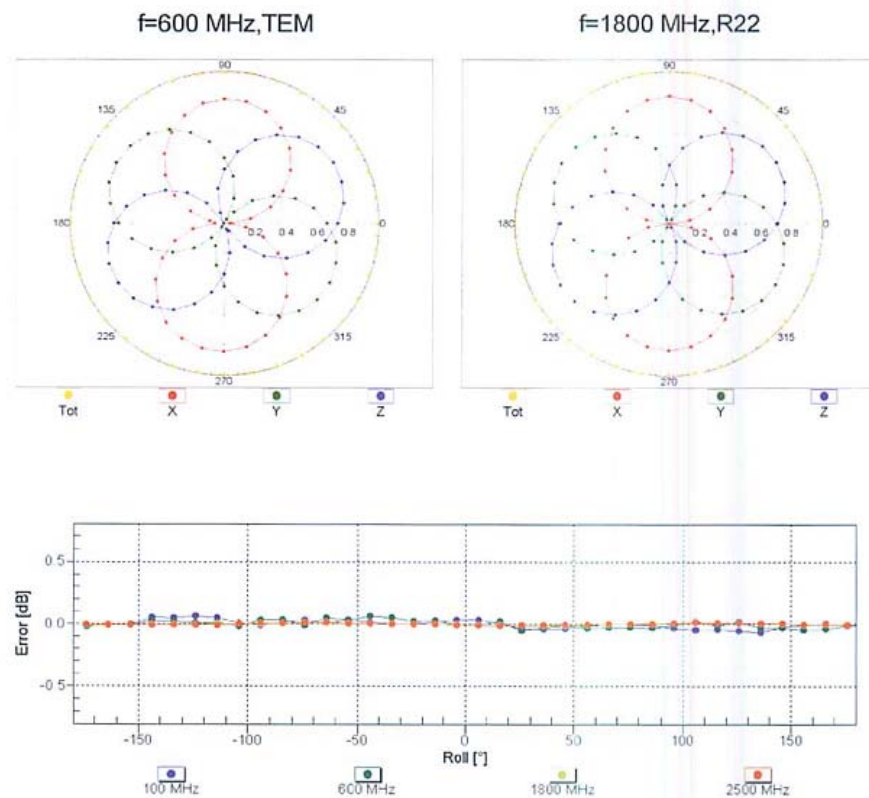 f=600 MHz,TEM
f=1800 MHz,R22
90
135
45
180
0.2 0.4 0.6 0.8
0
225
315
270
Tot X Y Z
90
135
45
180
0.2 0.4 0.6 0.8
0
225
315
270
Tot X Y Z
Error [dB]
0.5
0.0
-0.5
-150 -100 -50 0 50 100 150
Roll [°]
100 MHz 600 MHz 1800 MHz 2500 MHz